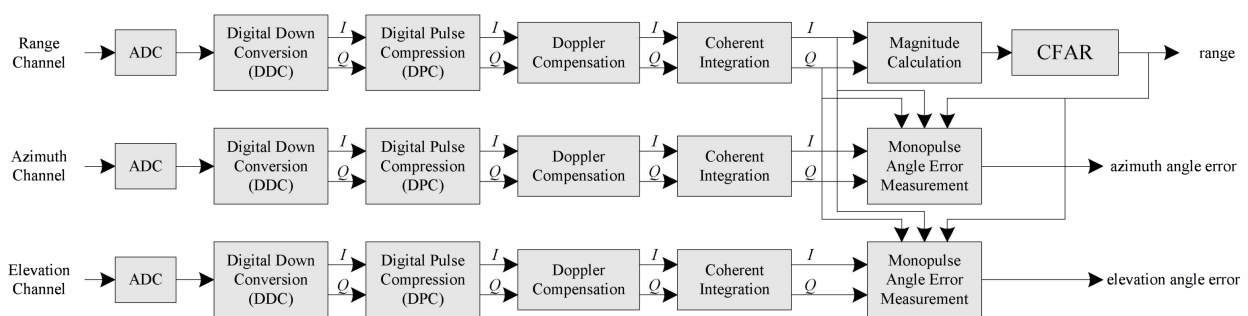 Range
Channel
ADC
Digital Down
Conversion
(DDC)
I
Q
Digital Pulse
Compression
(DPC)
I
Q
Doppler
Compensation
I
Q
Coherent
Integration
I
Q
Magnitude
Calculation
CFAR
range
Azimuth
Channel
ADC
Digital Down
Conversion
(DDC)
I
Q
Digital Pulse
Compression
(DPC)
I
Q
Doppler
Compensation
I
Q
Coherent
Integration
I
Q
Monopulse
Angle Error
Measurement
azimuth angle error
Elevation
Channel
ADC
Digital Down
Conversion
(DDC)
I
Q
Digital Pulse
Compression
(DPC)
I
Q
Doppler
Compensation
I
Q
Coherent
Integration
I
Q
Monopulse
Angle Error
Measurement
elevation angle error